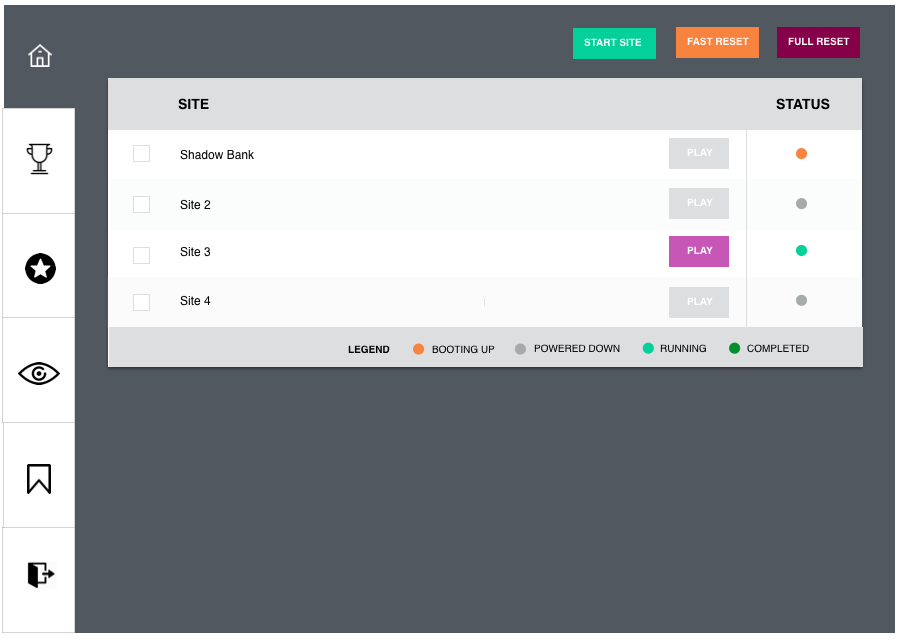 START SITE FAST RESET FULL RESET
SITE STATUS
Shadow Bank PLAY
Site 2 PLAY
Site 3 PLAY
Site 4 PLAY
LEGEND BOOTING UP POWERED DOWN RUNNING COMPLETED